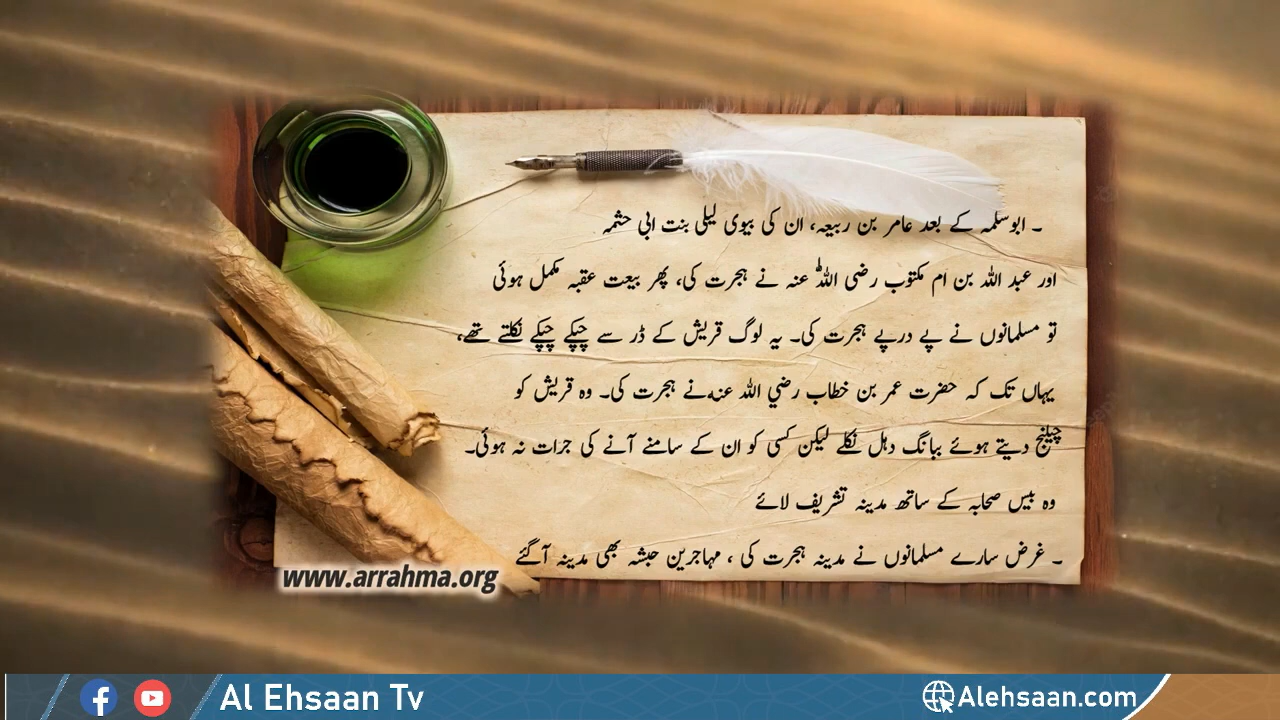 ۔ ابوسلمہ کے بعد عامر بن ربیعہ، ان کی بیوی لیلیٰ بنت ابی حثمہ
اور عبد اللہ بن ام مکتوب رضی اللہ عنہ نے ہجرت کی، پھر بیعت عقبہ مکمل ہوئی
تو مسلمانوں نے پے درپے ہجرت کی۔ یہ لوگ قریش کے ڈر سے چپکے چپکے نکلتے تھے،
یہاں تک کہ حضرت عمر بن خطاب رضي الله عنه نے ہجرت کی۔ وہ قریش کو
چیلنج دیتے ہوئے ببانگ دہل نکلے لیکن کسی کو ان کے سامنے آنے کی جرات نہ ہوئی۔
وہ بیس صحابہ کے ساتھ مدینہ تشریف لائے
۔ غرض سارے مسلمانوں نے مدینہ ہجرت کی ، مہاجرین حبشہ بھی مدینہ آگئے
www.arrahma.org
Al Ehsaan Tv
Alehsaan.com